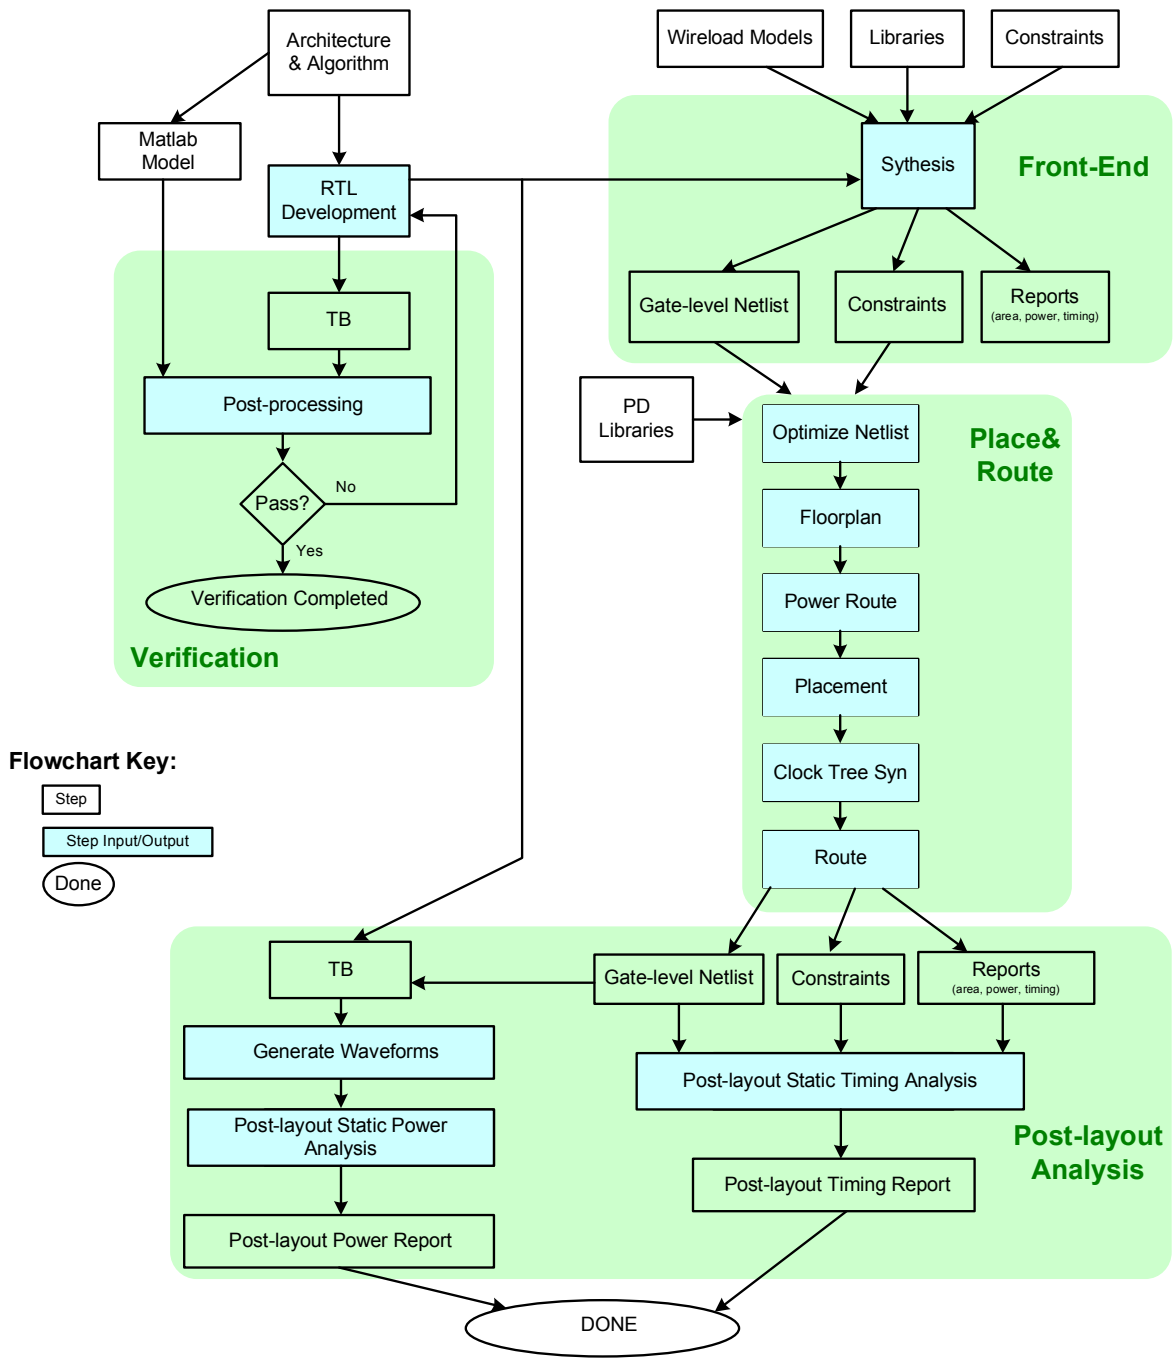 Architecture
& Algorithm
Wireload Models
Libraries
Constraints
Matlab
Model
Sythesis
Front-End
RTL
Development
Gate-level Netlist
Constraints
Reports
(area, power, timing)
TB
Post-processing
PD
Libraries
Optimize Netlist
Place&
Route
Pass?
No
Yes
Floorplan
Verification Completed
Power Route
Verification
Placement
Flowchart Key:
Step
Step Input/Output
Done
Clock Tree Syn
Route
TB
Gate-level Netlist
Constraints
Reports
(area, power, timing)
Generate Waveforms
Post-layout Static Timing Analysis
Post-layout Static Power
Analysis
Post-layout
Analysis
Post-layout Timing Report
Post-layout Power Report
DONE